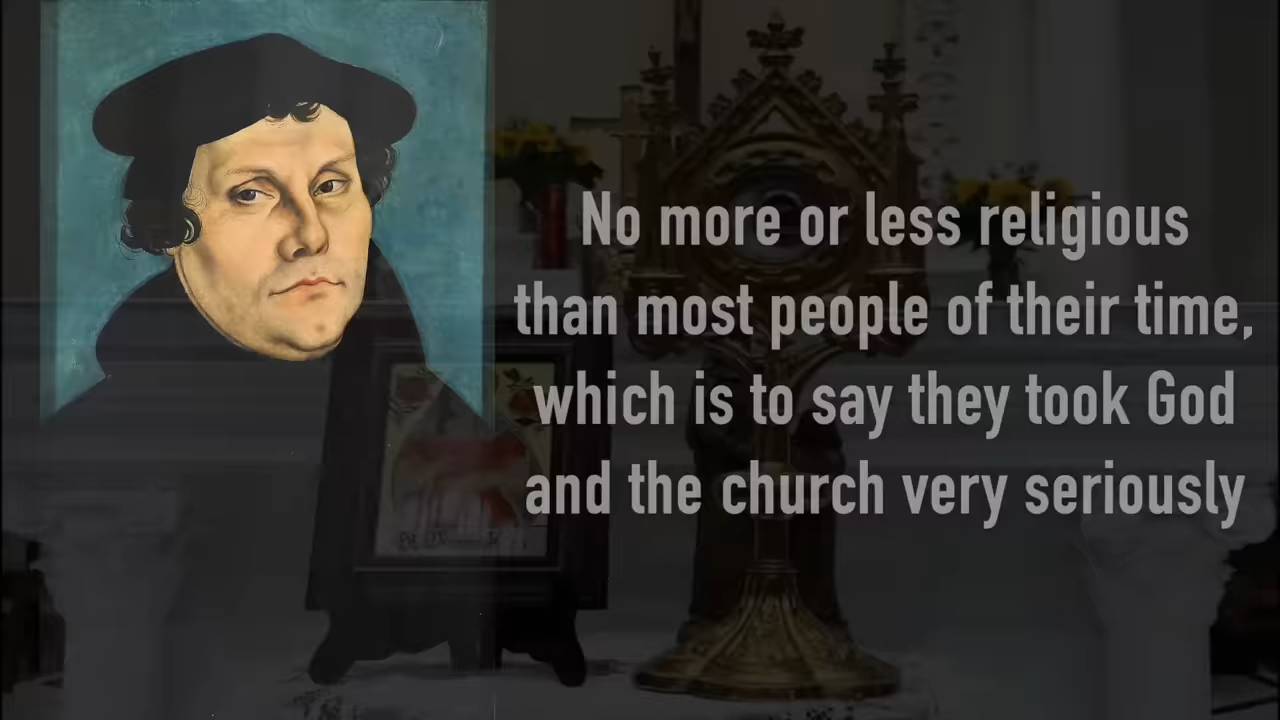 No more or less religious
than most people of their time,
which is to say they took God
and the church very seriously